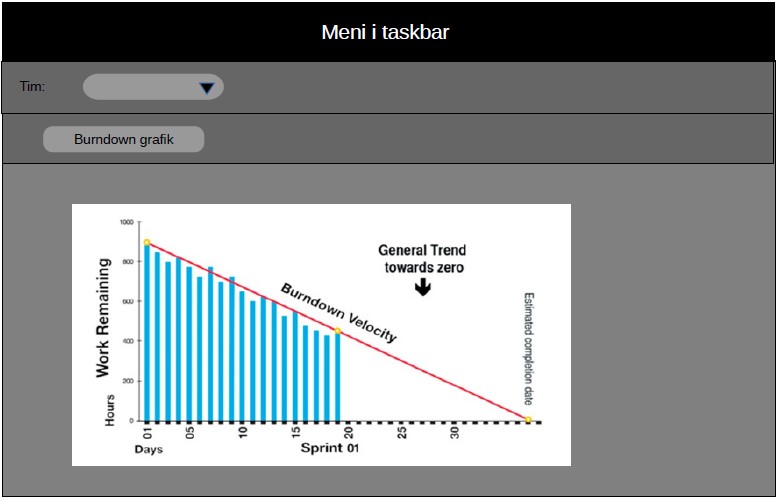 Meni i taskbar
Tim:
Burndown grafik
1000
800
600
400
200
0
Work Remaining
Hours
General Trend
towards zero
Burndown Velocity
Estimated completion date
01
05
10
15
20
25
30
Days
Sprint 01